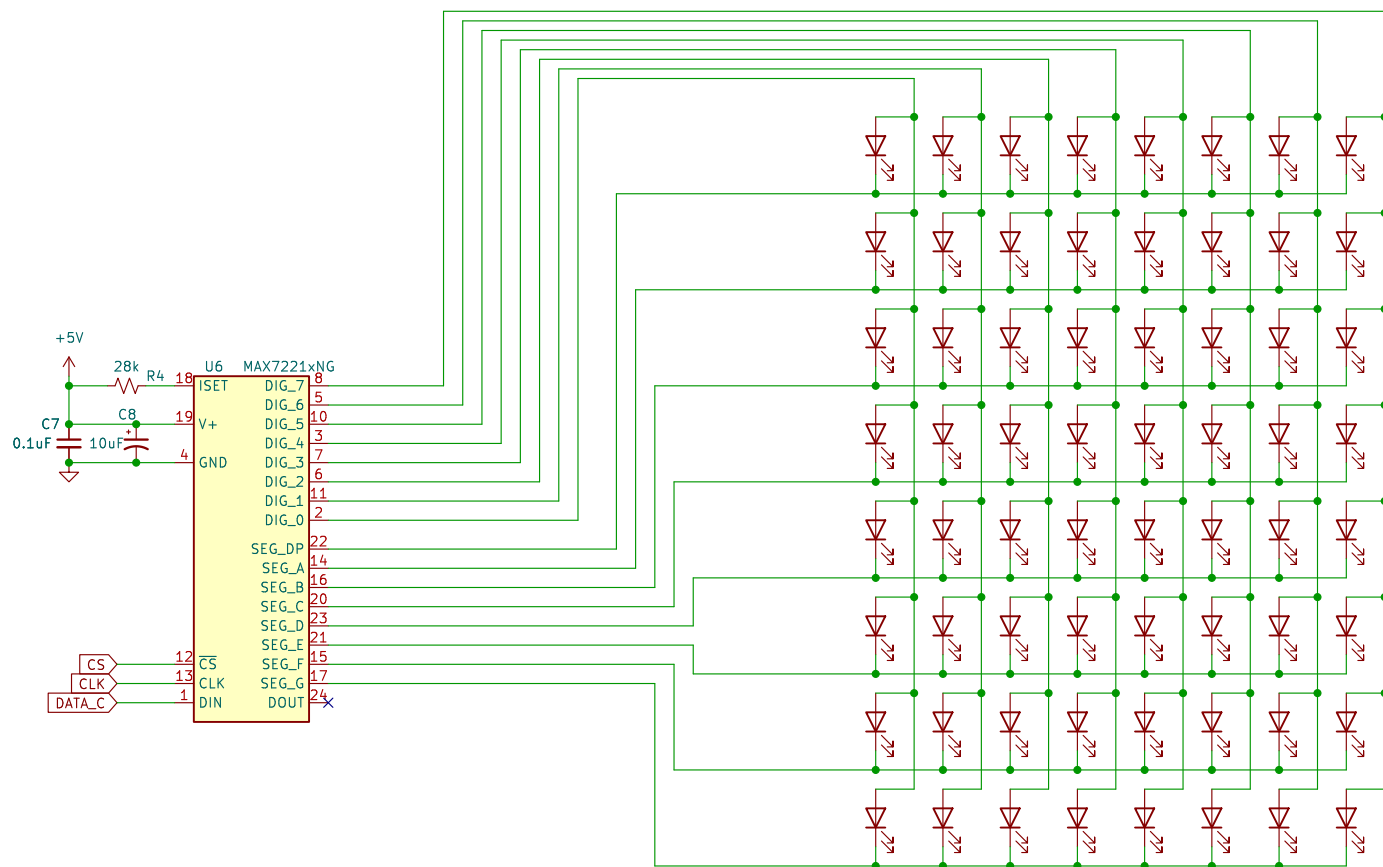 +5V
28k
R4
C7
0.1uF
C8
+
10uF
U6
MAX7221xNG
18 ISET
19 V+
4 GND
12 CS
13 CLK
1 DIN
CS
CLK
DATA_C
DIG_7 8
DIG_6 5
DIG_5 10
DIG_4 3
DIG_3 7
DIG_2 6
DIG_1 11
DIG_0 2
SEG_DP 22
SEG_A 14
SEG_B 16
SEG_C 20
SEG_D 23
SEG_E 21
SEG_F 15
SEG_G 17
DOUT 24